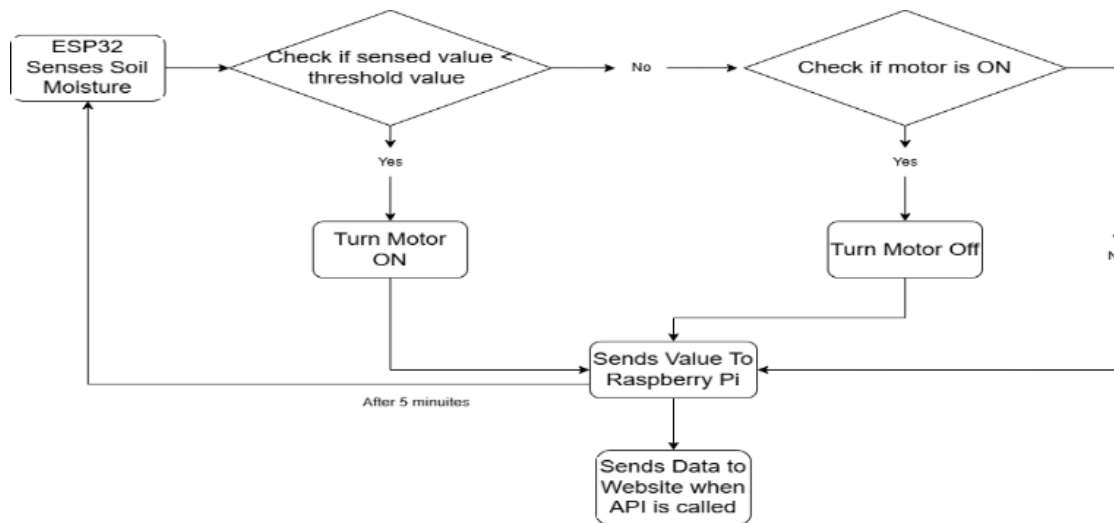 ESP32
Senses Soil
Moisture
Check if sensed value <
threshold value
No
Check if motor is ON
Yes
Yes
Turn Motor
ON
Turn Motor Off
Sends Value To
Raspberry Pi
After 5 minuites
Sends Data to
Website when
API is called